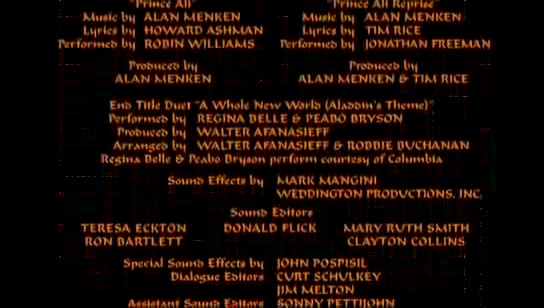 "Prince Ali" "Prince Ali Reprise"
Music by ALAN MENKEN Music by ALAN MENKEN
Lyrics by HOWARD ASHMAN Lyrics by TIM RICE
Performed by ROBIN WILLIAMS Performed by JONATHAN FREEMAN
Produced by Produced by
ALAN MENKEN ALAN MENKEN & TIM RICE
End Title Duet "A Whole New World (Aladdin's Theme)"
Performed by REGINA BELLE & PEABO BRYSON
Produced by WALTER AFANASIEFF
Arranged by WALTER AFANASIEFF & ROBBIE BUCHANAN
Regina Belle & Peabo Bryson perform courtesy of Columbia
Sound Effects by MARK MANGINI
WEDDINGTON PRODUCTIONS, INC.
Sound Editors
TERESA ECKTON DONALD FLICK MARY RUTH SMITH
RON BARTLETT CLAYTON COLLINS
Special Sound Effects by JOHN POSPISIL
Dialogue Editors CURT SCHULKEY
JIM MELTON
Assistant Sound Editors SONNY PETTIJOHN